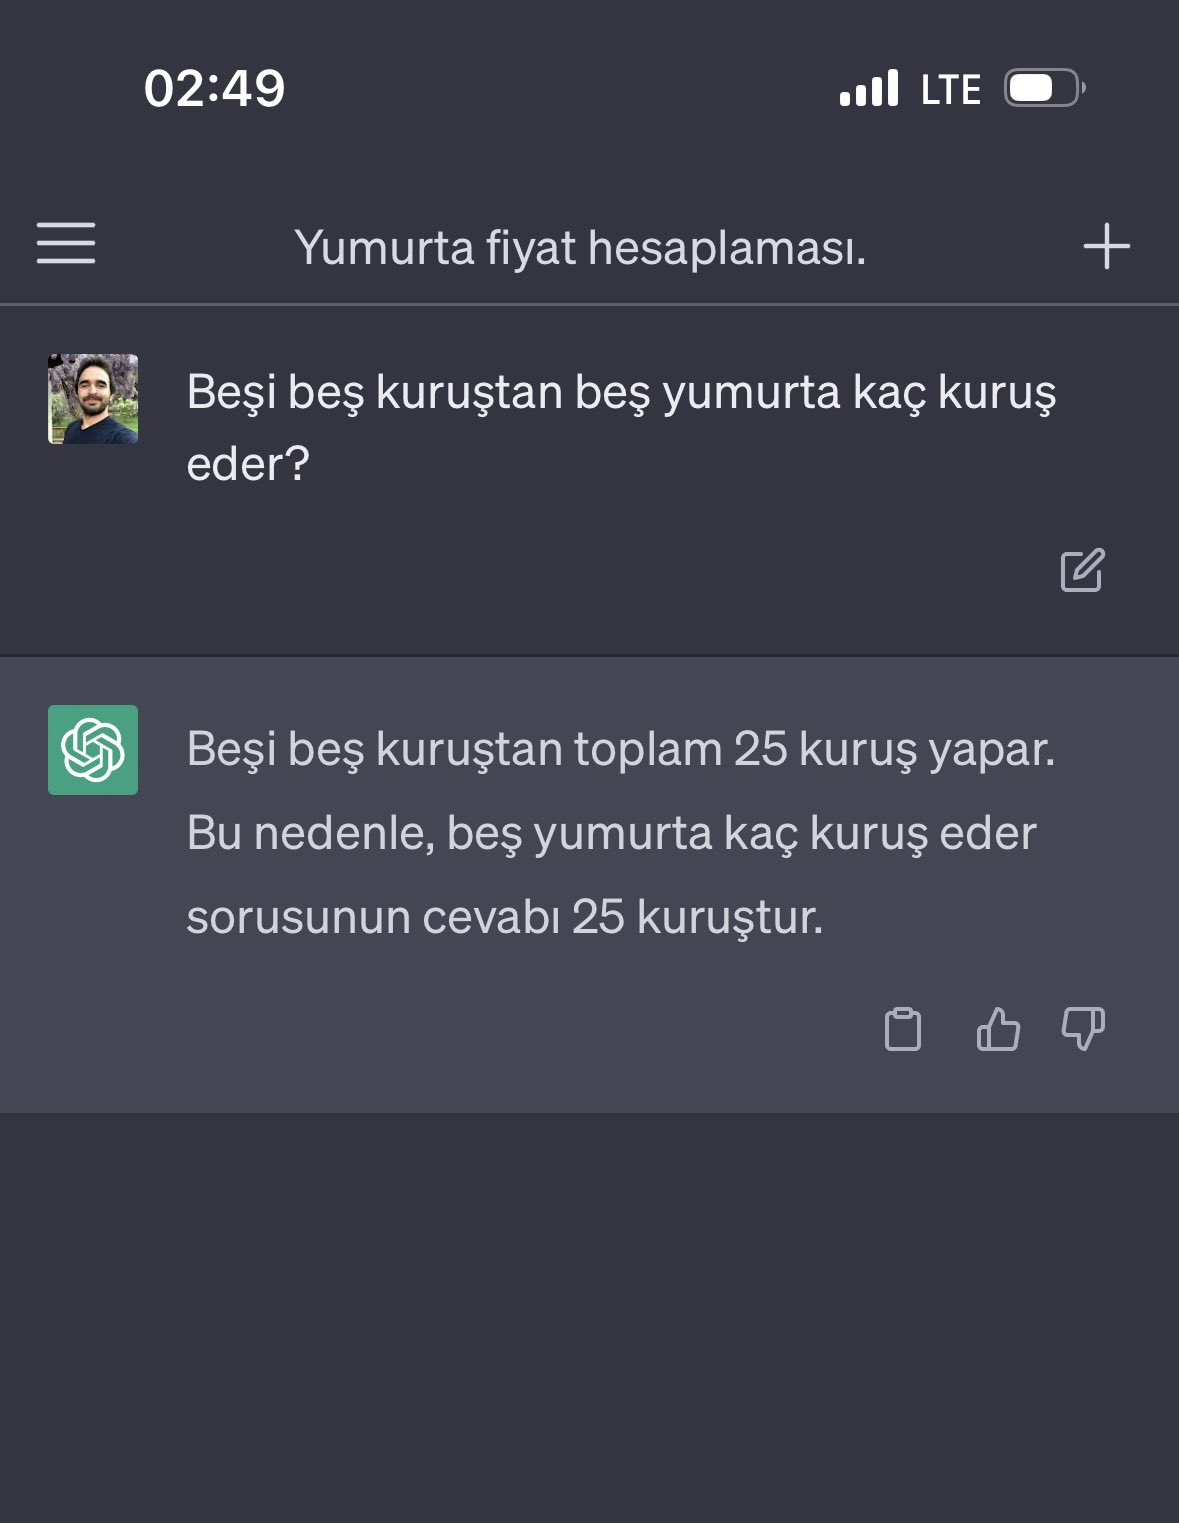 02:49 LTE
Yumurta fiyat hesaplaması.
Beşi beş kuruştan beş yumurta kaç kuruş
eder?
Beşi beş kuruştan toplam 25 kuruş yapar.
Bu nedenle, beş yumurta kaç kuruş eder
sorusunun cevabı 25 kuruştur.